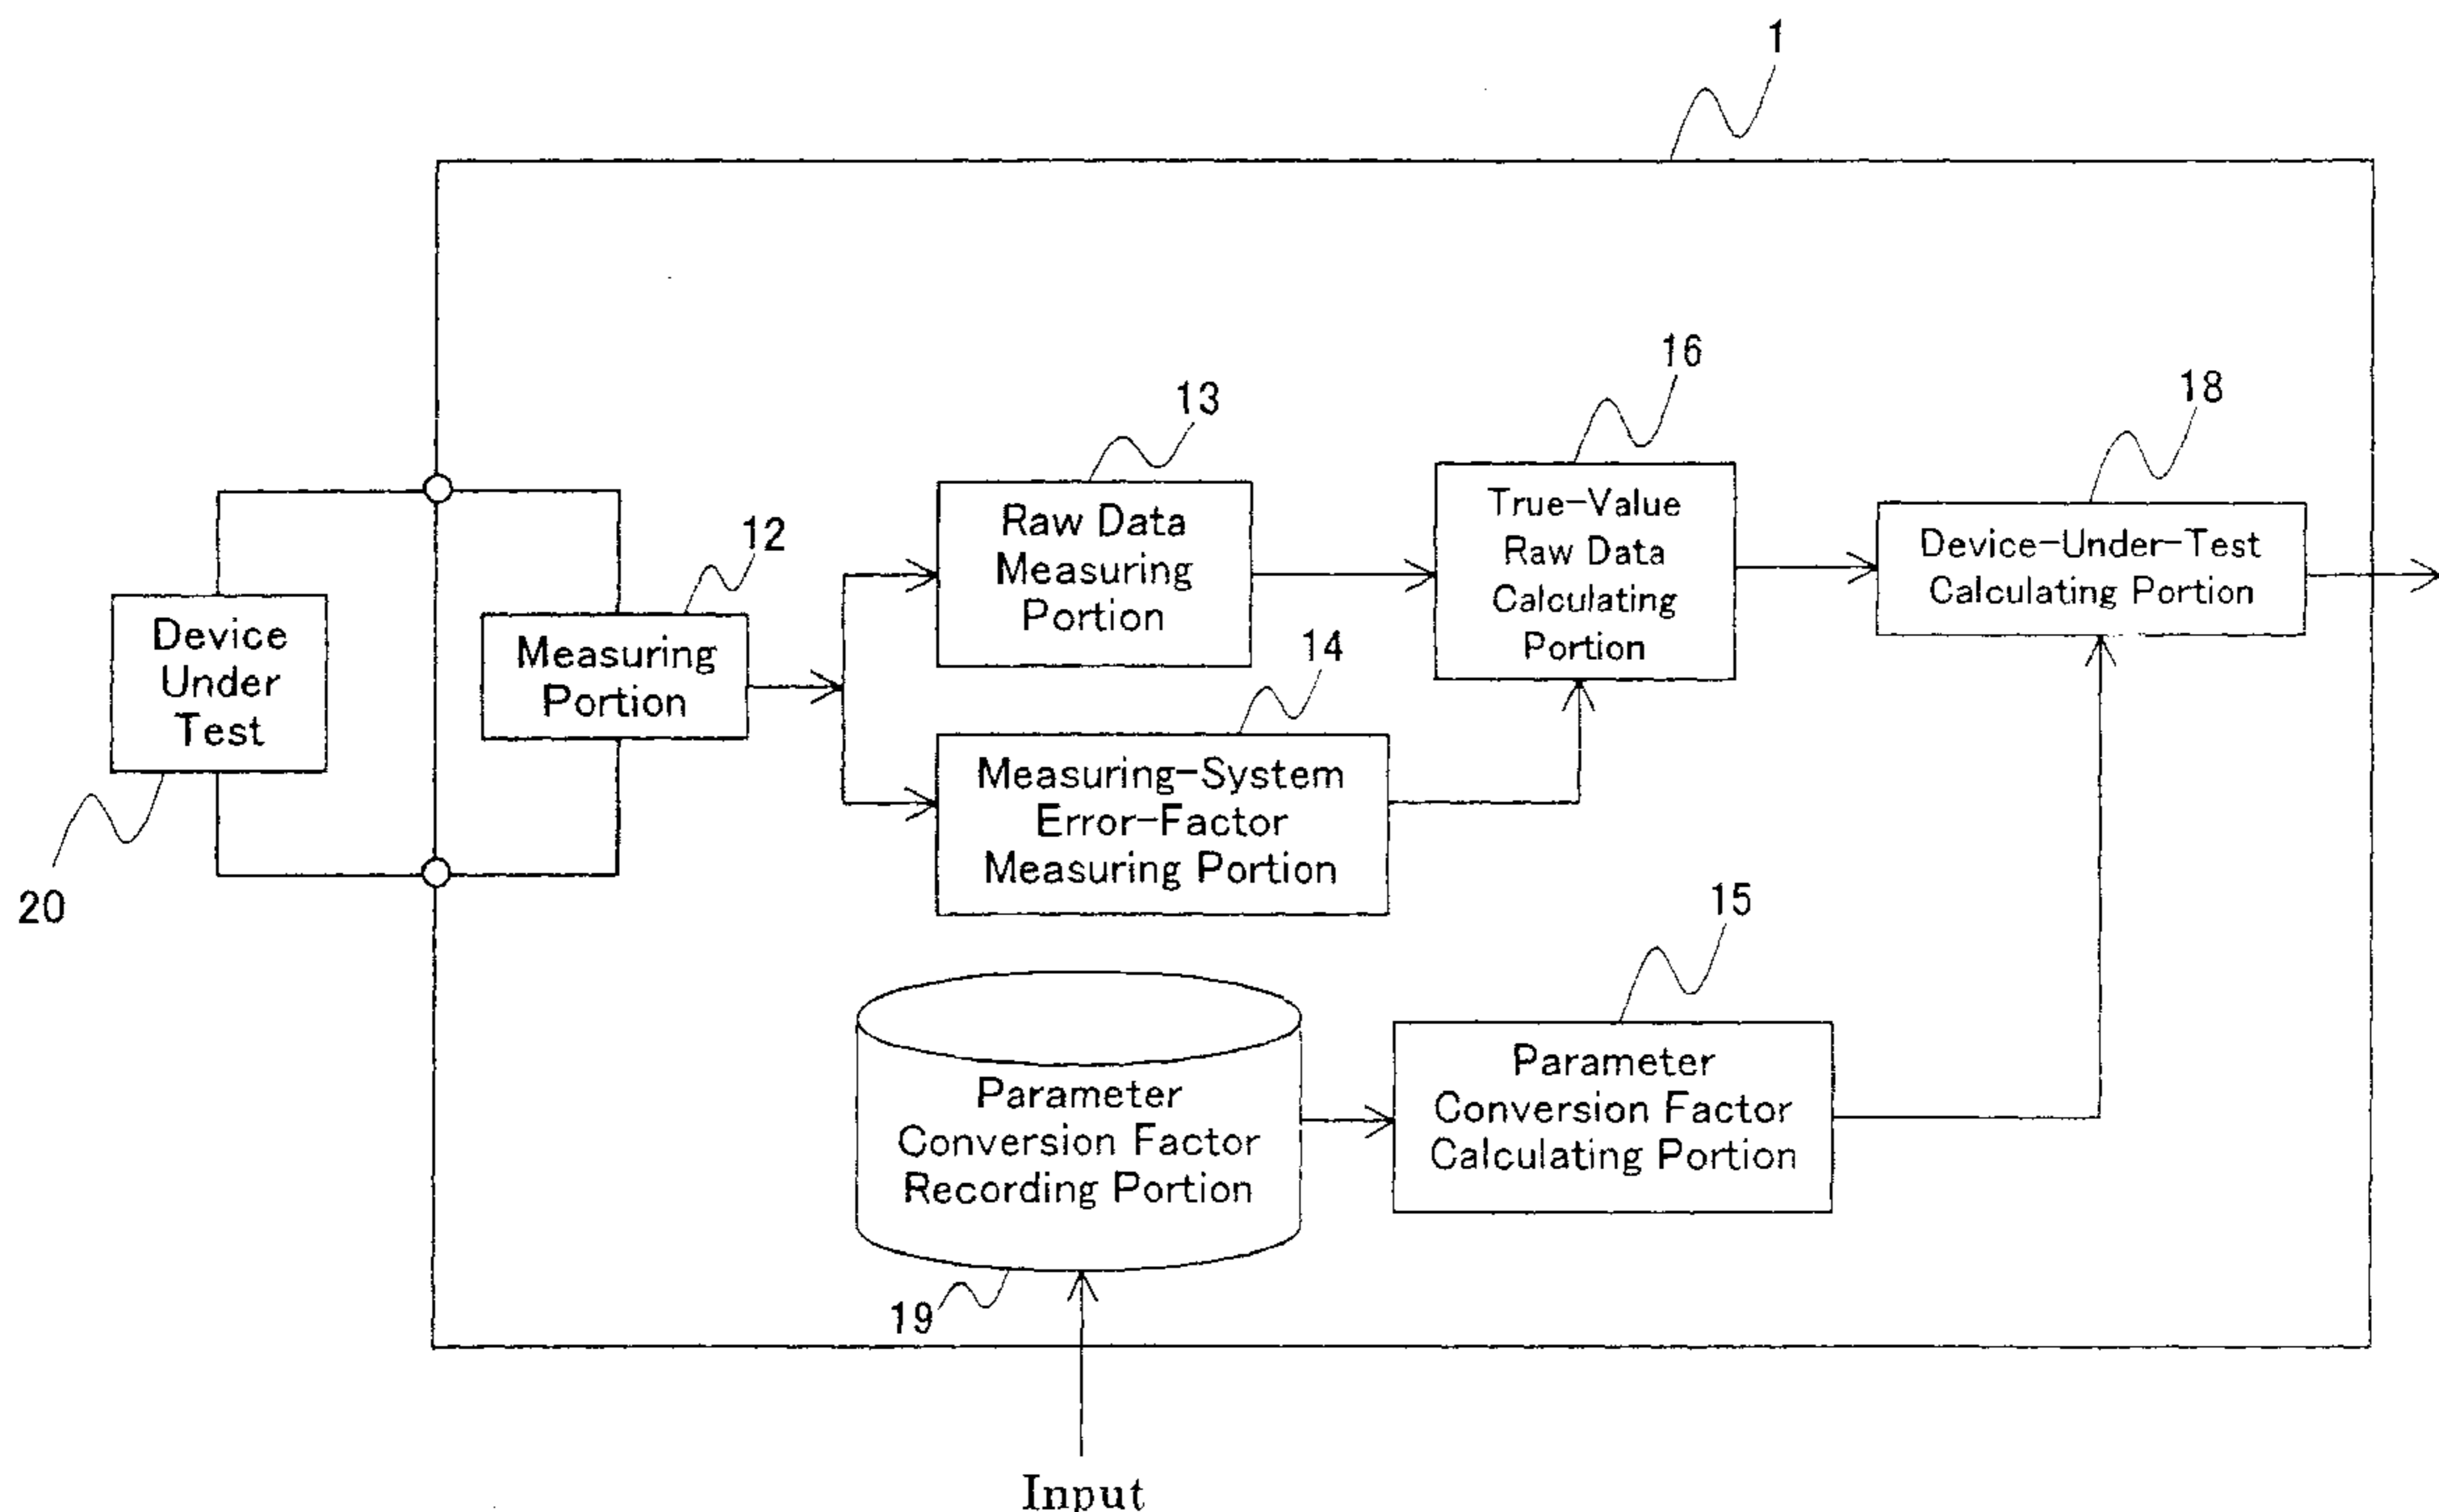 1
16
18
13
12
Raw Data
Measuring
Portion
True-Value
Raw Data
Calculating
Portion
Device-Under-Test
Calculating Portion
Device
Under
Test
Measuring
Portion
14
Measuring-System
Error-Factor
Measuring Portion
20
15
Parameter
Conversion Factor
Recording Portion
Parameter
Conversion Factor
Calculating Portion
19
Input